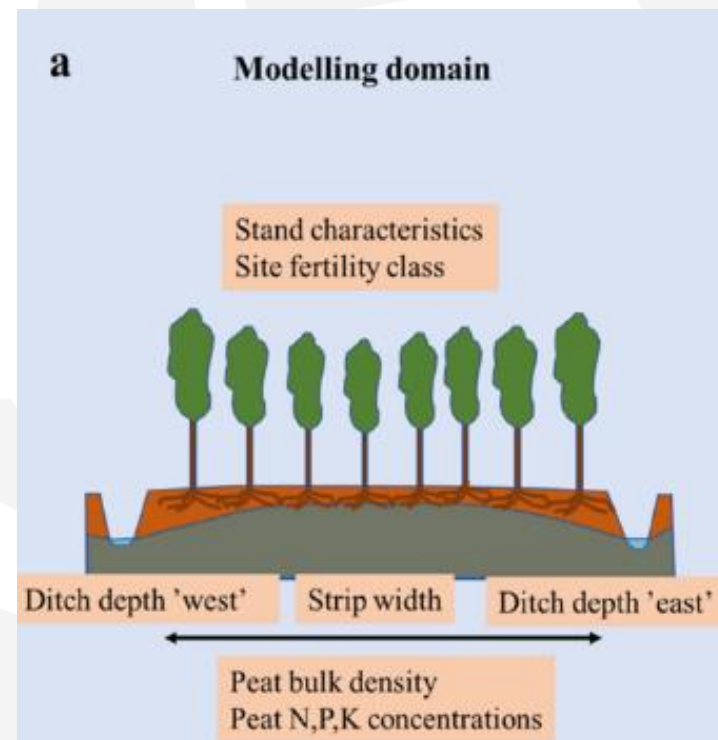 a
Modelling domain
Stand characteristics
Site fertility class
Ditch depth ’west’
Strip width
Ditch depth ’east’
Peat bulk density
Peat N,P,K concentrations